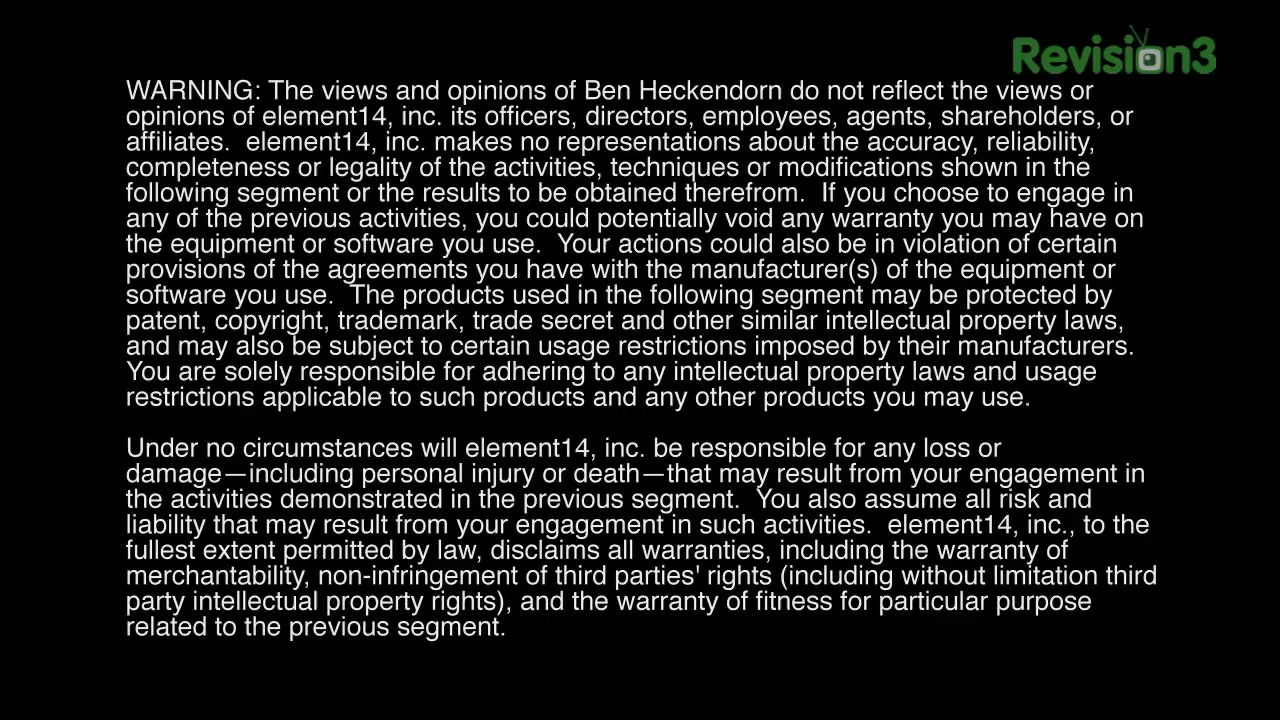 Revision3
WARNING: The views and opinions of Ben Heckendorn do not reflect the views or
opinions of element14, inc. its officers, directors, employees, agents, shareholders, or
affiliates.  element14, inc. makes no representations about the accuracy, reliability,
completeness or legality of the activities, techniques or modifications shown in the
following segment or the results to be obtained therefrom.  If you choose to engage in
any of the previous activities, you could potentially void any warranty you may have on
the equipment or software you use.  Your actions could also be in violation of certain
provisions of the agreements you have with the manufacturer(s) of the equipment or
software you use.  The products used in the following segment may be protected by
patent, copyright, trademark, trade secret and other similar intellectual property laws,
and may also be subject to certain usage restrictions imposed by their manufacturers.
You are solely responsible for adhering to any intellectual property laws and usage
restrictions applicable to such products and any other products you may use.
Under no circumstances will element14, inc. be responsible for any loss or
damage—including personal injury or death—that may result from your engagement in
the activities demonstrated in the previous segment.  You also assume all risk and
liability that may result from your engagement in such activities.  element14, inc., to the
fullest extent permitted by law, disclaims all warranties, including the warranty of
merchantability, non-infringement of third parties' rights (including without limitation third
party intellectual property rights), and the warranty of fitness for particular purpose
related to the previous segment.